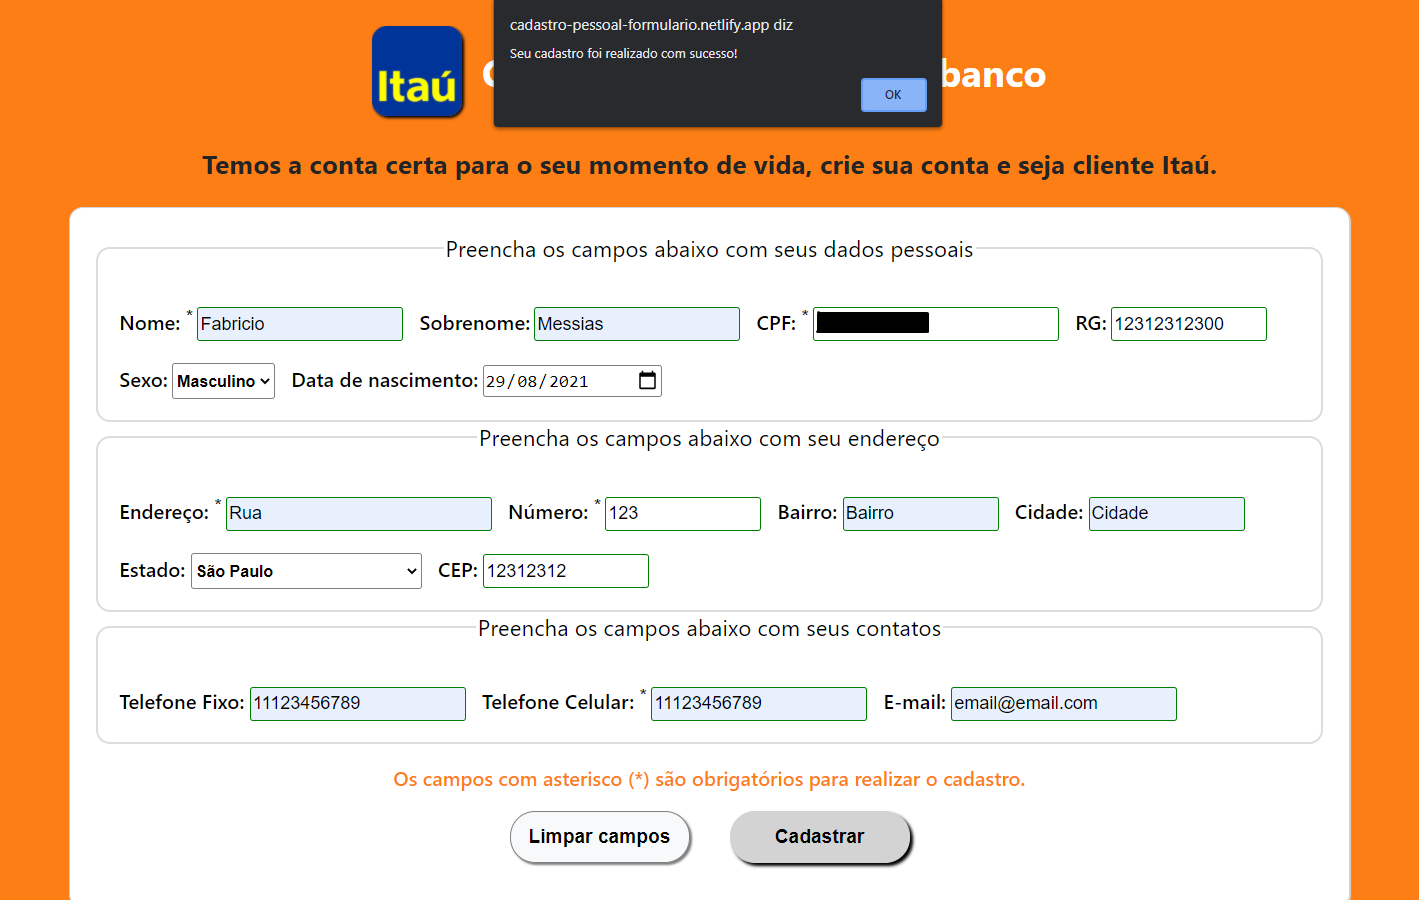 cadastro-pessoal-formulario.netlify.app diz
Seu cadastro foi realizado com sucesso!
OK
Itaú
banco
Temos a conta certa para o seu momento de vida, crie sua conta e seja cliente Itaú.
Preencha os campos abaixo com seus dados pessoais
Nome: * Fabricio Sobrenome: Messias CPF: * RG: 12312312300
Sexo: Masculino Data de nascimento: 29/08/2021
Preencha os campos abaixo com seu endereço
Endereço: * Rua Número: * 123 Bairro: Bairro Cidade: Cidade
Estado: São Paulo CEP: 12312312
Preencha os campos abaixo com seus contatos
Telefone Fixo: 11123456789 Telefone Celular: * 11123456789 E-mail: email@email.com
Os campos com asterisco (*) são obrigatórios para realizar o cadastro.
Limpar campos Cadastrar